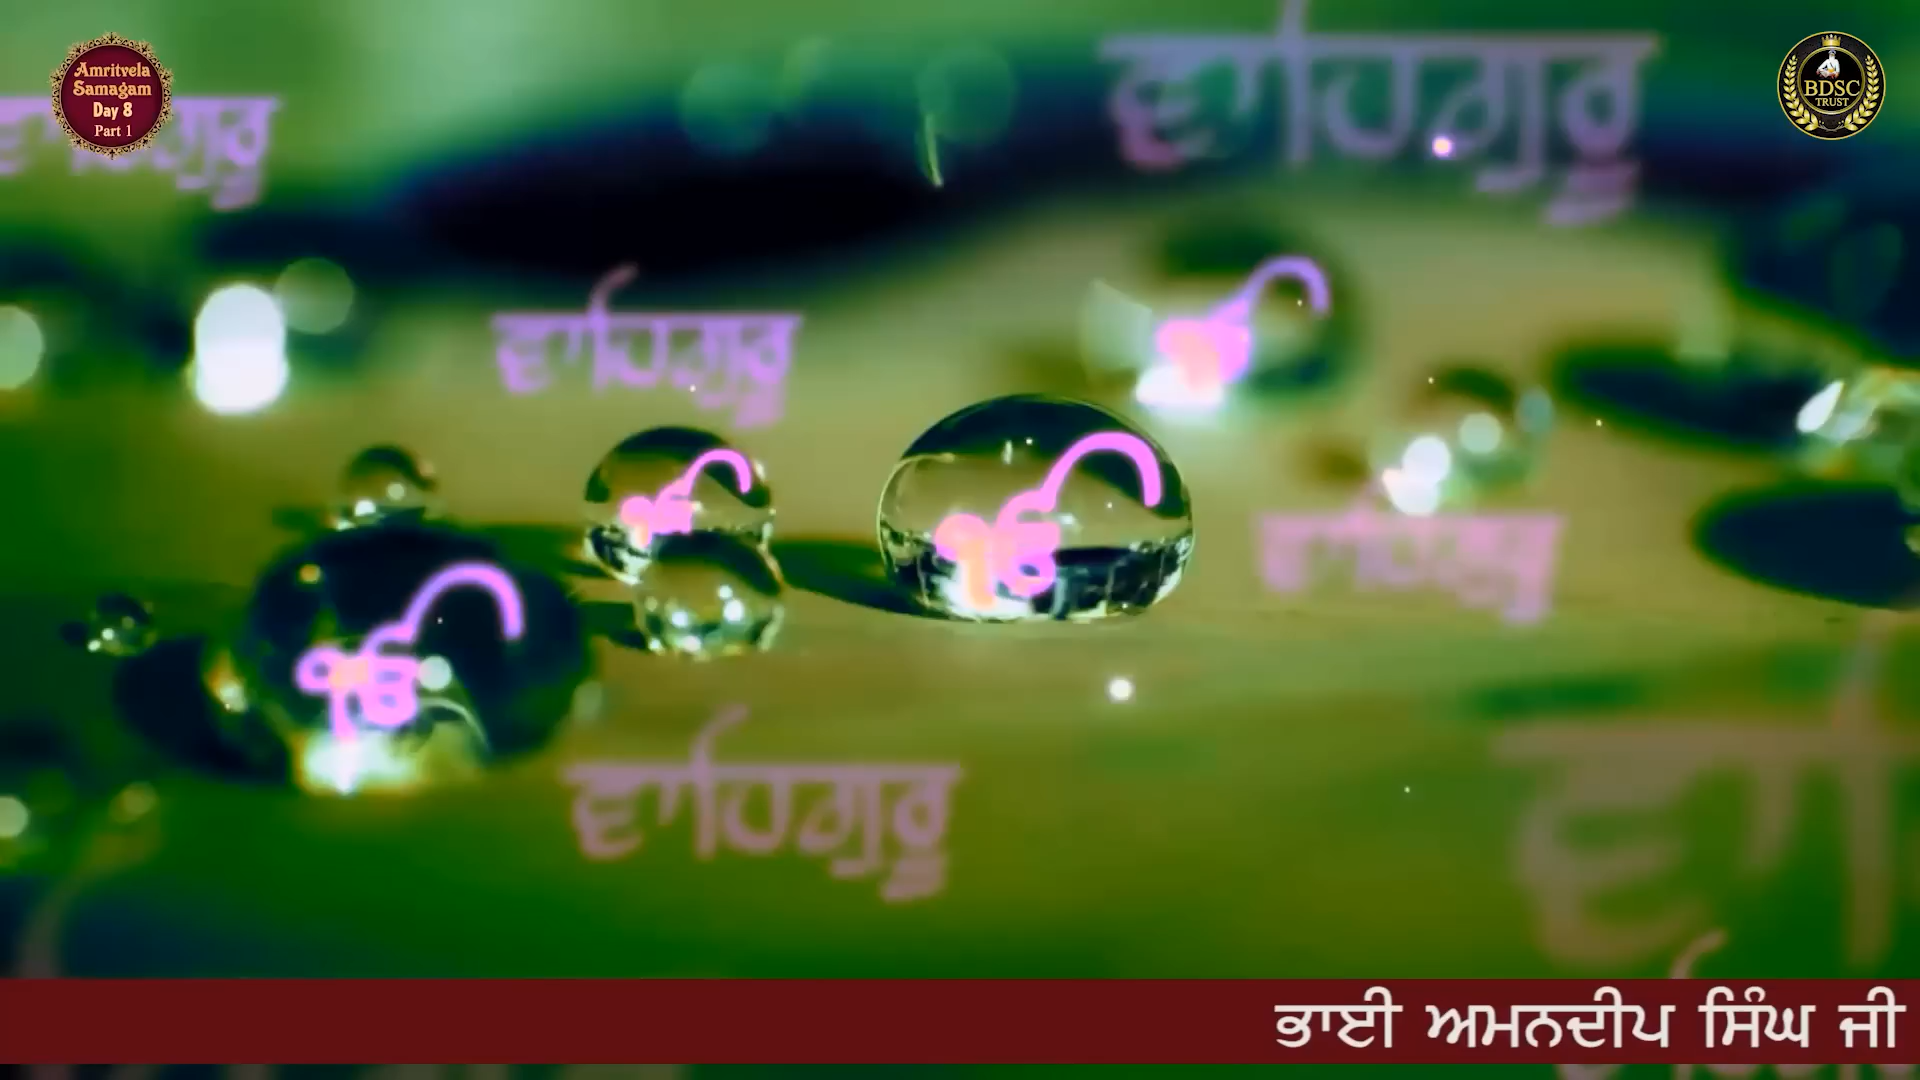 Amritvela
Samagam
Day 8
Part 1
ਵਾਹਿਗੁਰੂ
BDSC
TRUST
ਵਾਹਿਗੁਰੂ
ਵਾਹਿਗੁਰੂ
ੴ
ੴ
ੴ
ਵਾਹਿਗੁਰੂ
ੴ
ਵਾਹਿਗੁਰੂ
ਭਾਈ ਅਮਨਦੀਪ ਸਿੰਘ ਜੀ